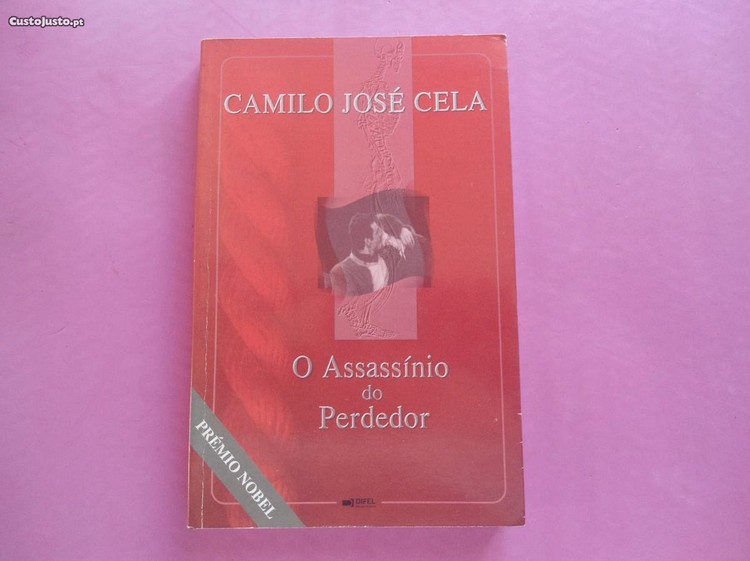 CustoJusto.pt
CAMILO JOSÉ CELA
O Assassínio
do
Perdedor
PRÉMIO NOBEL
DIFEL